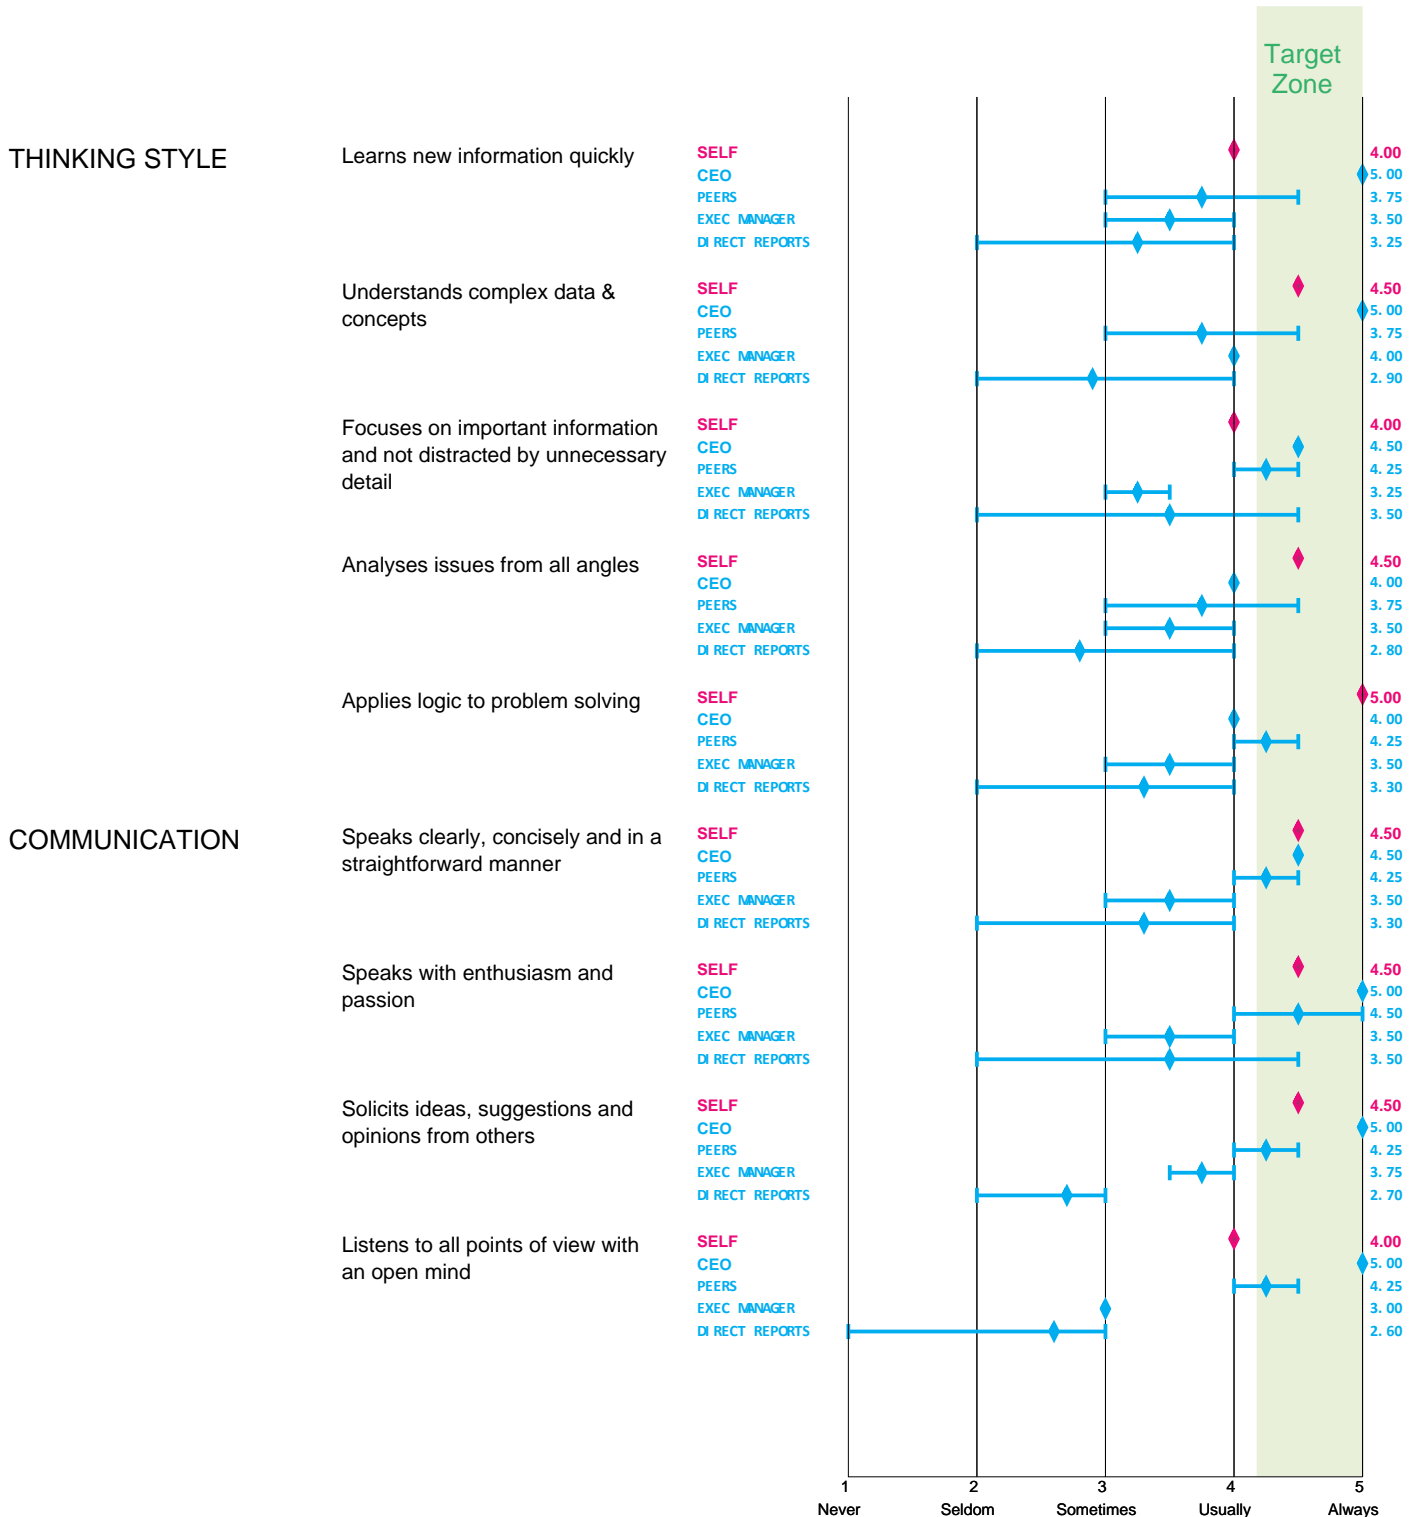 Target
Zone
THINKING STYLE
Learns new information quickly
SELF 4.00
CEO 5.00
PEERS 3.75
EXEC MANAGER 3.50
DIRECT REPORTS 3.25
Understands complex data &
concepts
SELF 4.50
CEO 5.00
PEERS 3.75
EXEC MANAGER 4.00
DIRECT REPORTS 2.90
Focuses on important information
and not distracted by unnecessary
detail
SELF 4.00
CEO 4.50
PEERS 4.25
EXEC MANAGER 3.25
DIRECT REPORTS 3.50
Analyses issues from all angles
SELF 4.50
CEO 4.00
PEERS 3.75
EXEC MANAGER 3.50
DIRECT REPORTS 2.80
Applies logic to problem solving
SELF 5.00
CEO 4.00
PEERS 4.25
EXEC MANAGER 3.50
DIRECT REPORTS 3.30
COMMUNICATION
Speaks clearly, concisely and in a
straightforward manner
SELF 4.50
CEO 4.50
PEERS 4.25
EXEC MANAGER 3.50
DIRECT REPORTS 3.30
Speaks with enthusiasm and
passion
SELF 4.50
CEO 5.00
PEERS 4.50
EXEC MANAGER 3.50
DIRECT REPORTS 3.50
Solicits ideas, suggestions and
opinions from others
SELF 4.50
CEO 5.00
PEERS 4.25
EXEC MANAGER 3.75
DIRECT REPORTS 2.70
Listens to all points of view with
an open mind
SELF 4.00
CEO 5.00
PEERS 4.25
EXEC MANAGER 3.00
DIRECT REPORTS 2.60
1 2 3 4 5
Never Seldom Sometimes Usually Always